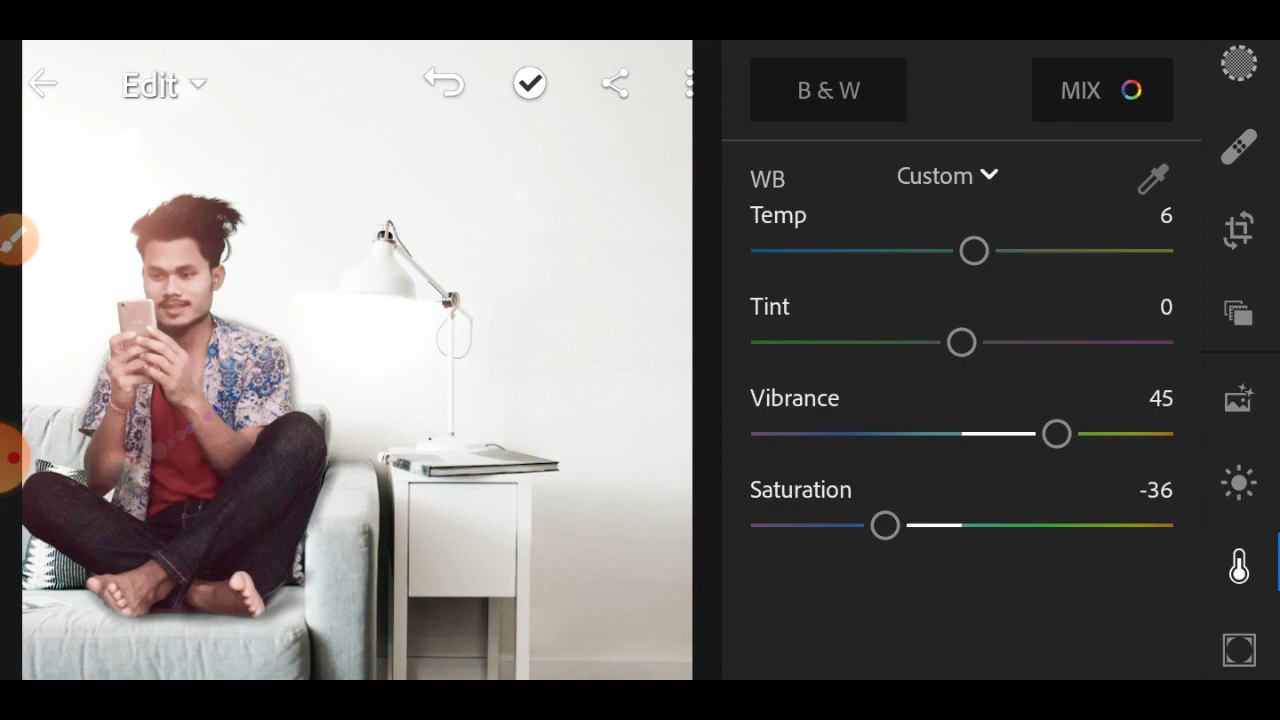 Edit
B & W
MIX
WB
Custom
Temp
6
Tint
0
Vibrance
45
Saturation
-36